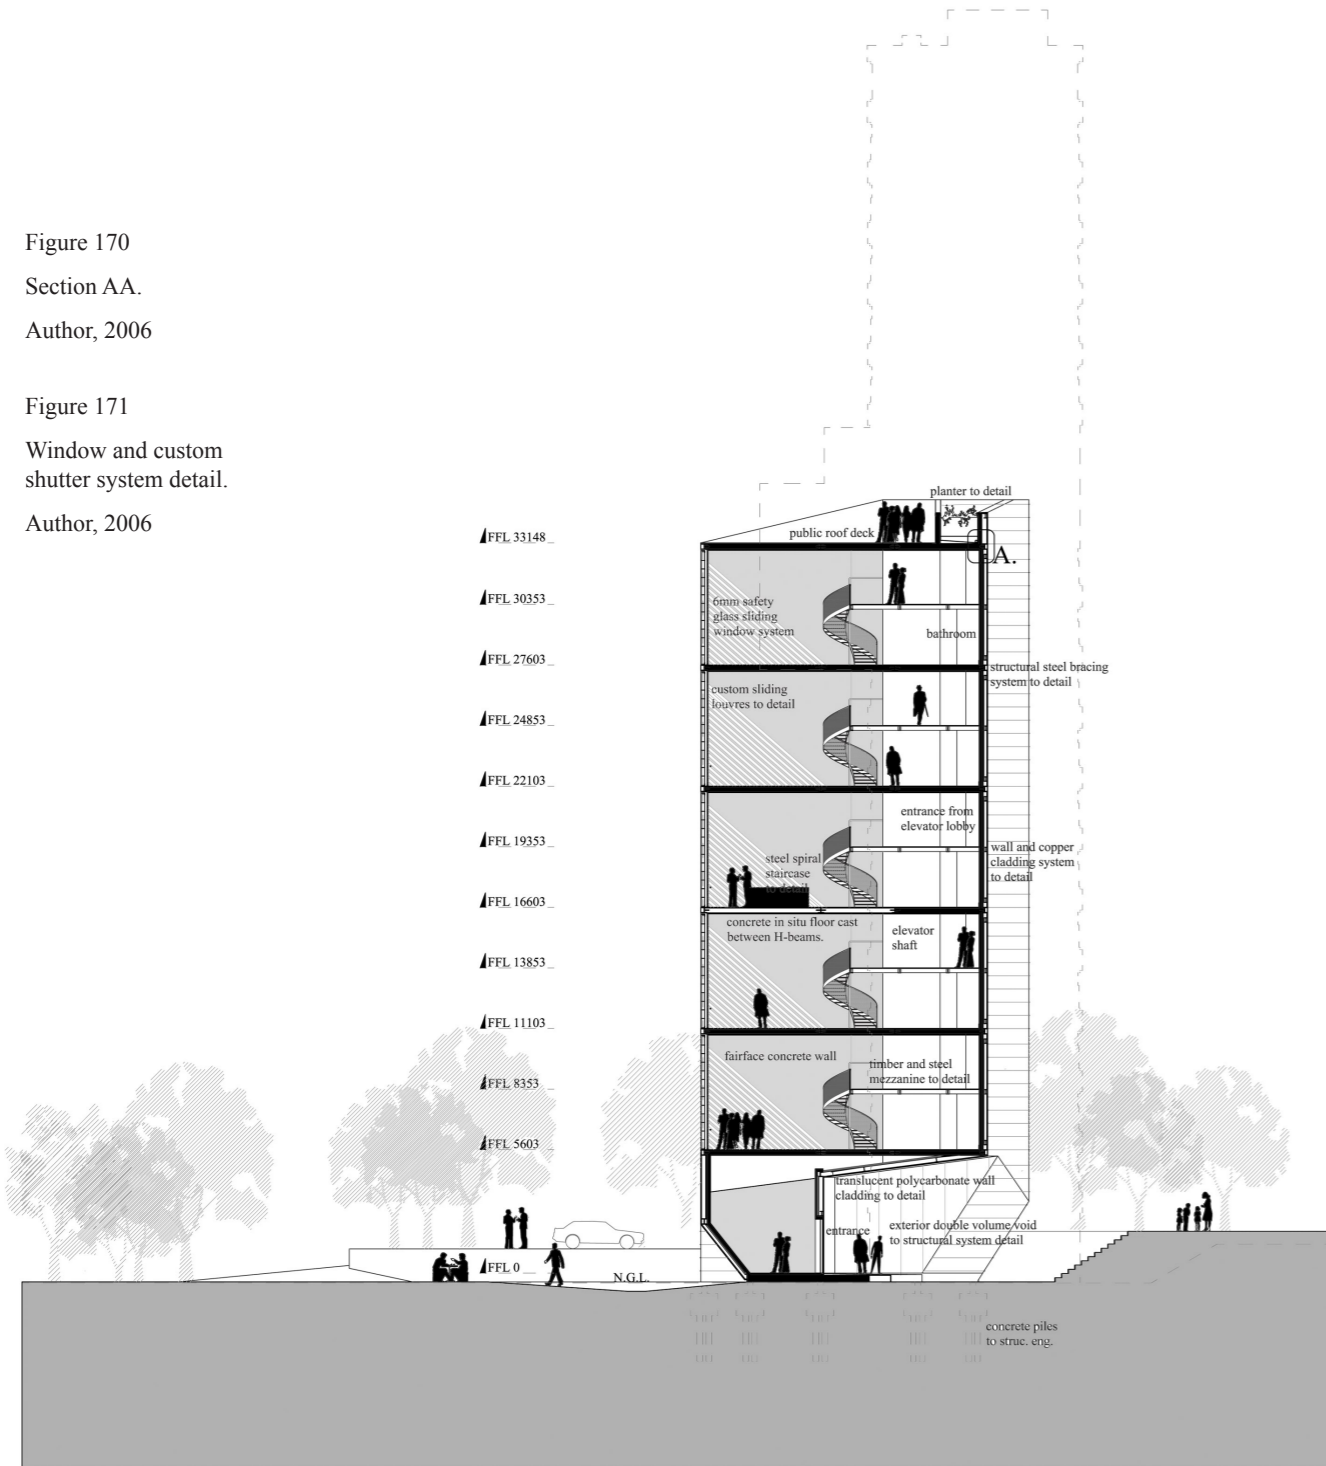 Figure 170
Section AA.
Author, 2006
Figure 171
Window and custom
shutter system detail.
Author, 2006
planter to detail
public roof deck
FFL 33148
A.
FFL 30353
6mm safety
glass sliding
window system
bathroom
FFL 27603
structural steel bracing
system to detail
custom sliding
louvres to detail
FFL 24853
FFL 22103
entrance from
elevator lobby
FFL 19353
wall and copper
cladding system
to detail
steel spiral
staircase
to detail
FFL 16603
concrete in situ floor cast
between H-beams.
elevator
shaft
FFL 13853
FFL 11103
fairface concrete wall
timber and steel
mezzanine to detail
FFL 8353
FFL 5603
translucent polycarbonate wall
cladding to detail
entrance
exterior double volume void
to structural system detail
FFL 0
N.G.L.
concrete piles
to struc. eng.